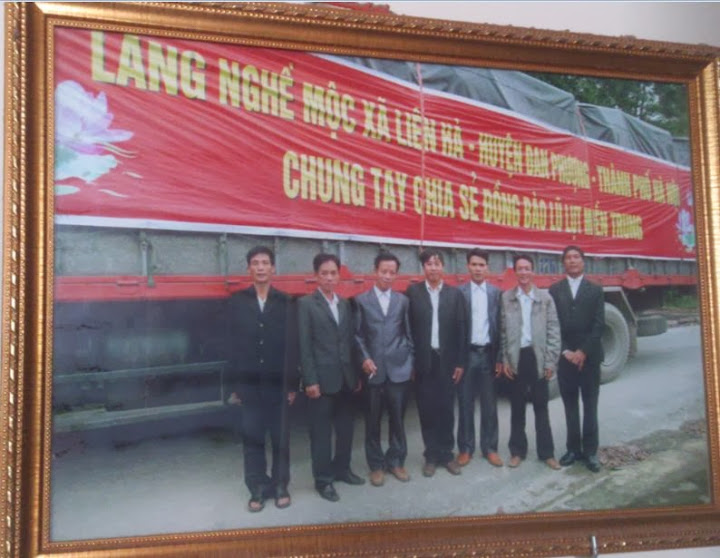 LÀNG NGHỀ MỘC XÃ LIÊN HÀ - HUYỆN ĐAN PHƯỢNG - THÀNH PHỐ HÀ NỘI
CHUNG TAY CHIA SẺ ĐỒNG BÀO LŨ LỤT MIỀN TRUNG